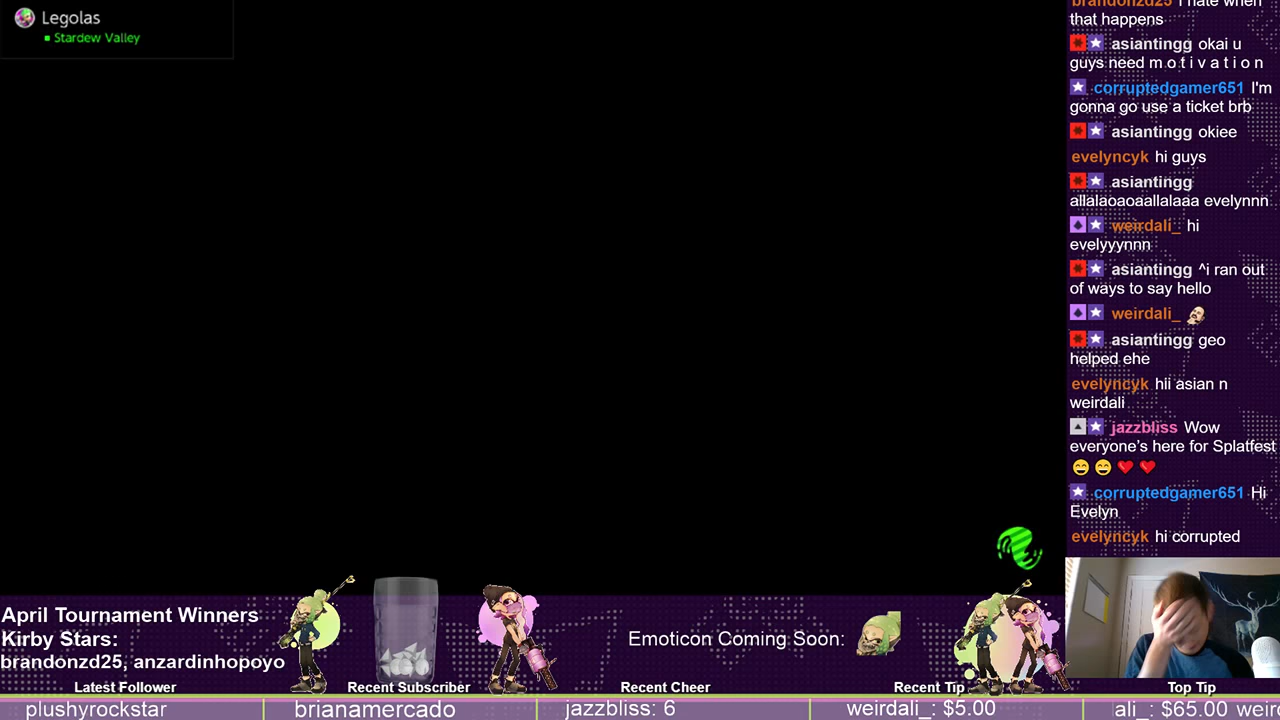 Legolas
Stardew Valley
brandonzd25 I hate when
that happens
asiantingg okai u
guys need m o t i v a t i o n
corruptedgamer651 I'm
gonna go use a ticket brb
asiantingg okiee
evelyncyk hi guys
asiantingg
allalaoaoaallalaaa evelynnn
weirdali_ hi
evelyyynnn
asiantingg ^i ran out
of ways to say hello
weirdali_
asiantingg geo
helped ehe
evelyncyk hii asian n
weirdali
jazzbliss Wow
everyone's here for Splatfest
corruptedgamer651 Hi
Evelyn
evelyncyk hi corrupted
April Tournament Winners
Kirby Stars:
brandonzd25, anzardinhopoyo
Emoticon Coming Soon:
Latest Follower
Recent Subscriber
Recent Cheer
Recent Tip
Top Tip
plushyrockstar
brianamercado
jazzbliss: 6
weirdali_: $5.00
ali_: $65.00 weir